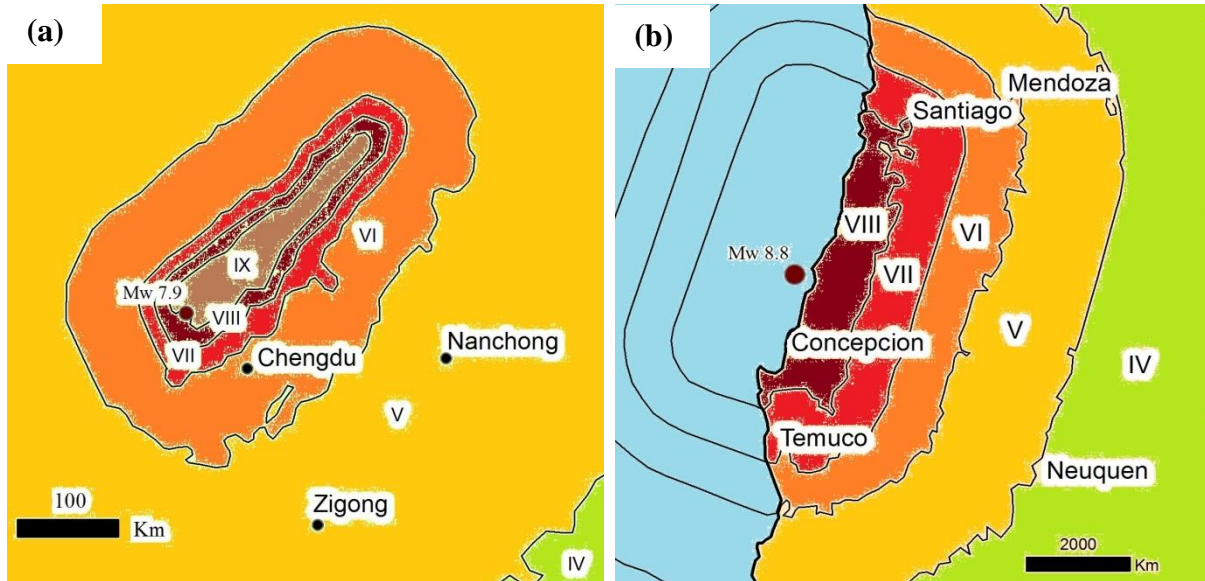 (a)
VI
IX
Mw 7.9
VIII
VII
Chengdu
Nanchong
V
100
Km
Zigong
IV
(b)
Mendoza
Santiago
VIII
VI
Mw 8.8
VII
Concepcion
V
IV
Temuco
Neuquen
2000
Km